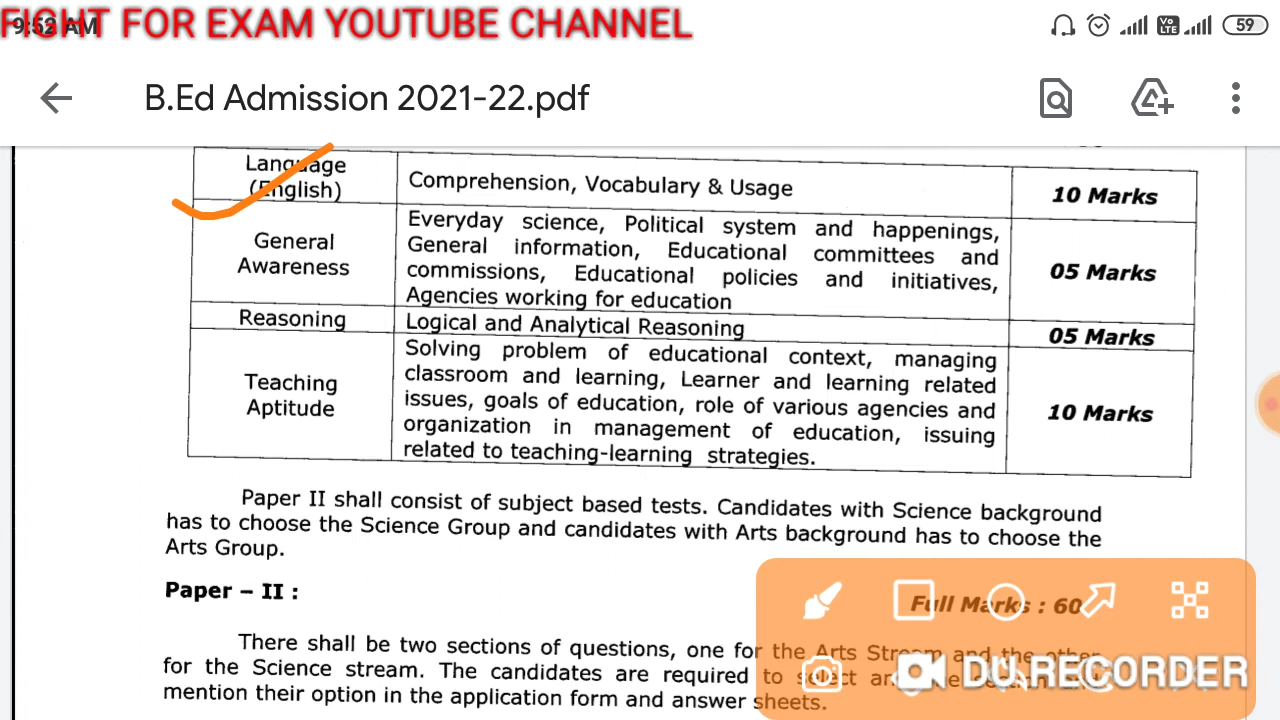 FIGHT FOR EXAM YOUTUBE CHANNEL
9:52 AM
Vo LTE
59
B.Ed Admission 2021-22.pdf
Language (English)
Comprehension, Vocabulary & Usage
10 Marks
General Awareness
Everyday science, Political system and happenings,
General information, Educational committees and
commissions, Educational policies and initiatives,
Agencies working for education
05 Marks
Reasoning
Logical and Analytical Reasoning
05 Marks
Teaching Aptitude
Solving problem of educational context, managing
classroom and learning, Learner and learning related
issues, goals of education, role of various agencies and
organization in management of education, issuing
related to teaching-learning strategies.
10 Marks
Paper II shall consist of subject based tests. Candidates with Science background
has to choose the Science Group and candidates with Arts background has to choose the
Arts Group.
Paper – II :
Full Marks : 60
There shall be two sections of questions, one for the Arts Stream and the other
for the Science stream. The candidates are required to select
mention their option in the application form and answer sheets.
DU RECORDER